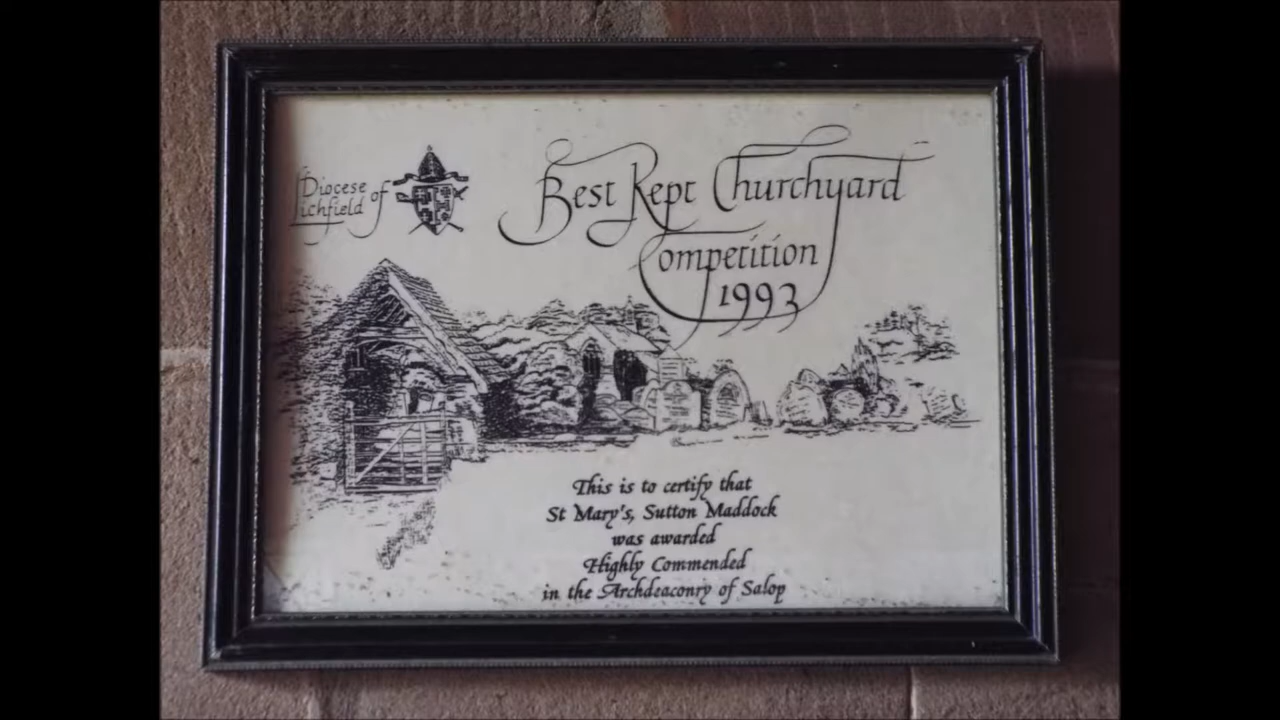 Diocese of
Lichfield
Best Kept Churchyard
Competition
1993
This is to certify that
St Mary's, Sutton Maddock
was awarded
Highly Commended
in the Archdeaconry of Salop